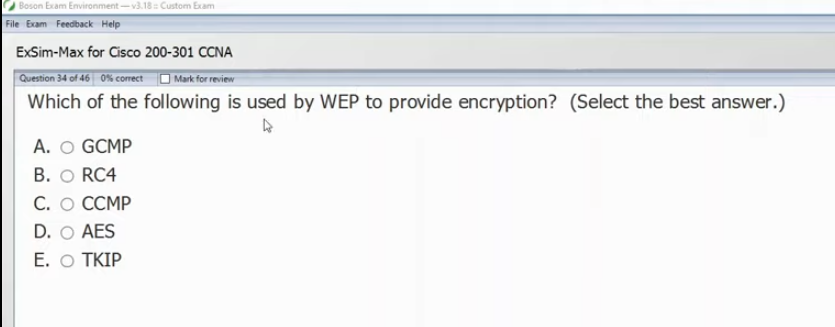 Boson Exam Environment — v3.18 :: Custom Exam
File Exam Feedback Help
ExSim-Max for Cisco 200-301 CCNA
Question 34 of 46 0% correct Mark for review
Which of the following is used by WEP to provide encryption? (Select the best answer.)
A. GCMP
B. RC4
C. CCMP
D. AES
E. TKIP